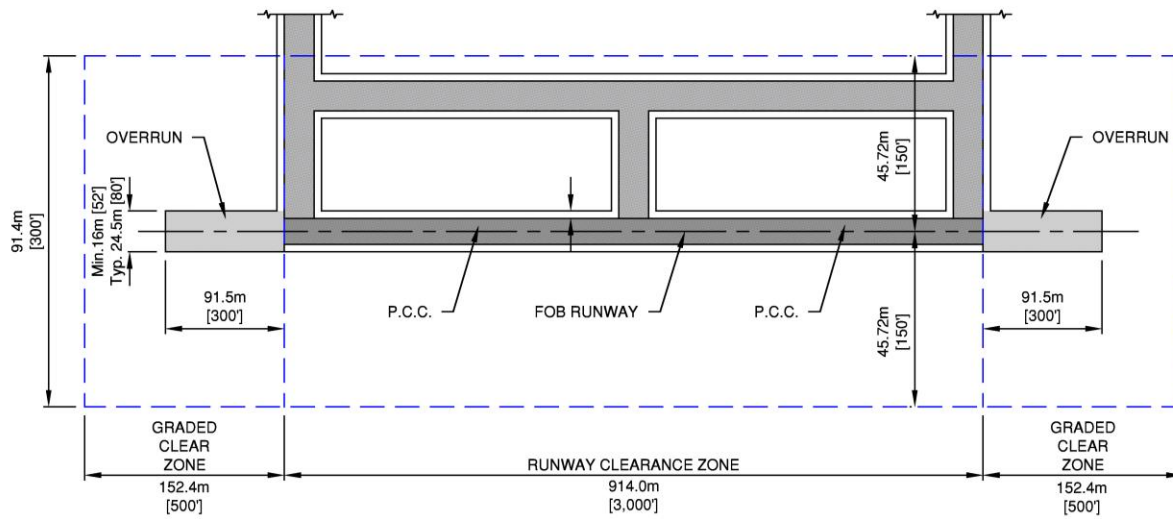 OVERRUN
OVERRUN
45.72m
[150']
91.4m
[300']
Min.16m [52']
Typ. 24.5m [80']
91.5m
[300']
P.C.C.
FOB RUNWAY
P.C.C.
45.72m
[150']
91.5m
[300']
GRADED
CLEAR
ZONE
152.4m
[500']
RUNWAY CLEARANCE ZONE
914.0m
[3,000']
GRADED
CLEAR
ZONE
152.4m
[500']